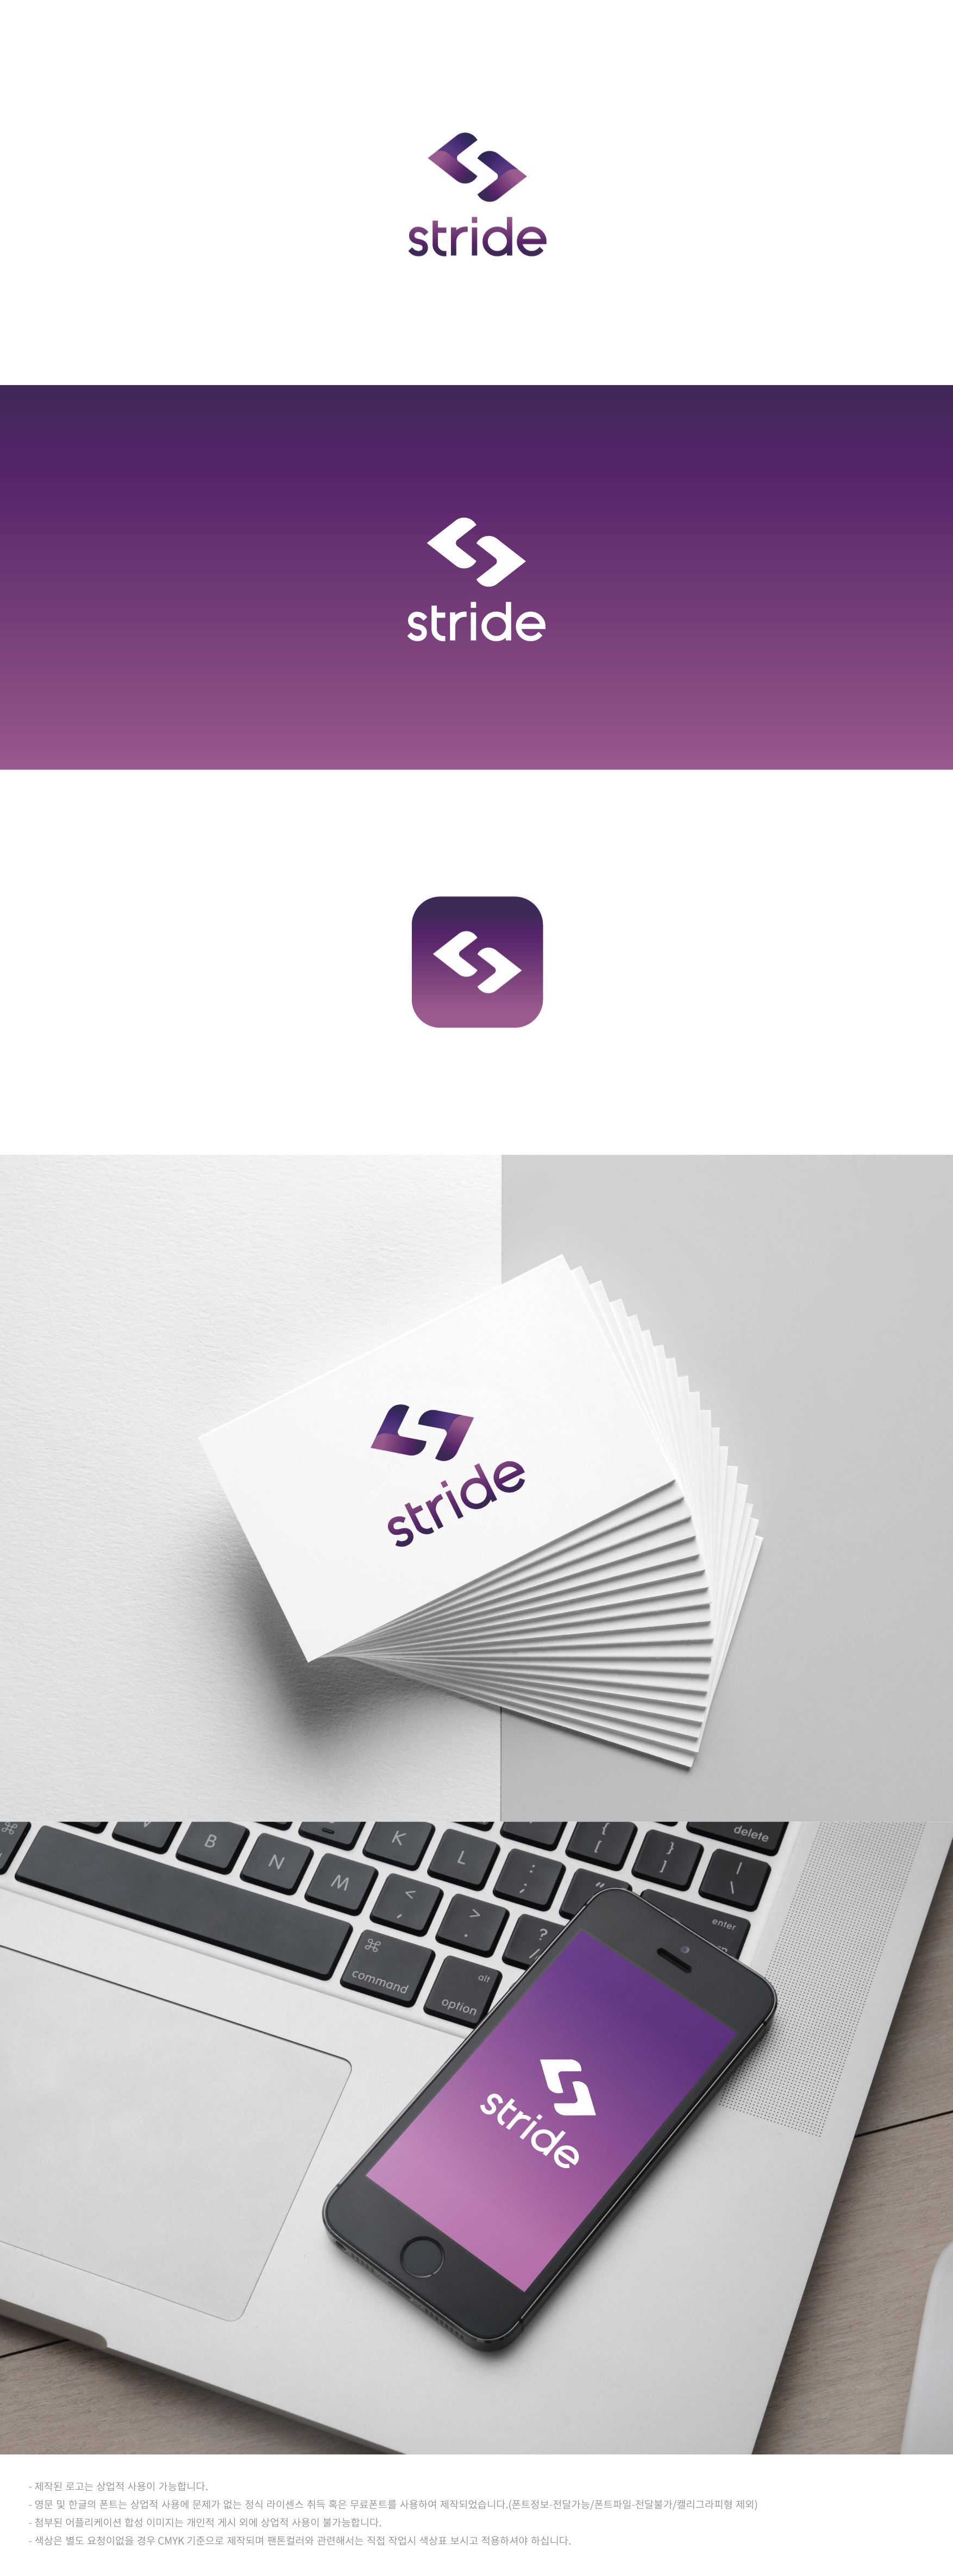 stride
stride
stride
B
N
M
K
L
<
,
>
.
:
;
"
?
/
{
[
}
]
|
\
delete
enter
⌘
command
alt
option
stride
- 제작된 로고는 상업적 사용이 가능합니다.
- 영문 및 한글의 폰트는 상업적 사용에 문제가 없는 정식 라이센스 취득 혹은 무료폰트를 사용하여 제작되었습니다.(폰트정보-전달가능/폰트파일-전달불가/캘리그라피형 제외)
- 첨부된 어플리케이션 합성 이미지는 개인적 게시 외에 상업적 사용이 불가능합니다.
- 색상은 별도 요청이없을 경우 CMYK 기준으로 제작되며 팬톤컬러와 관련해서는 직접 작업시 색상표 보시고 적용하셔야 하십니다.